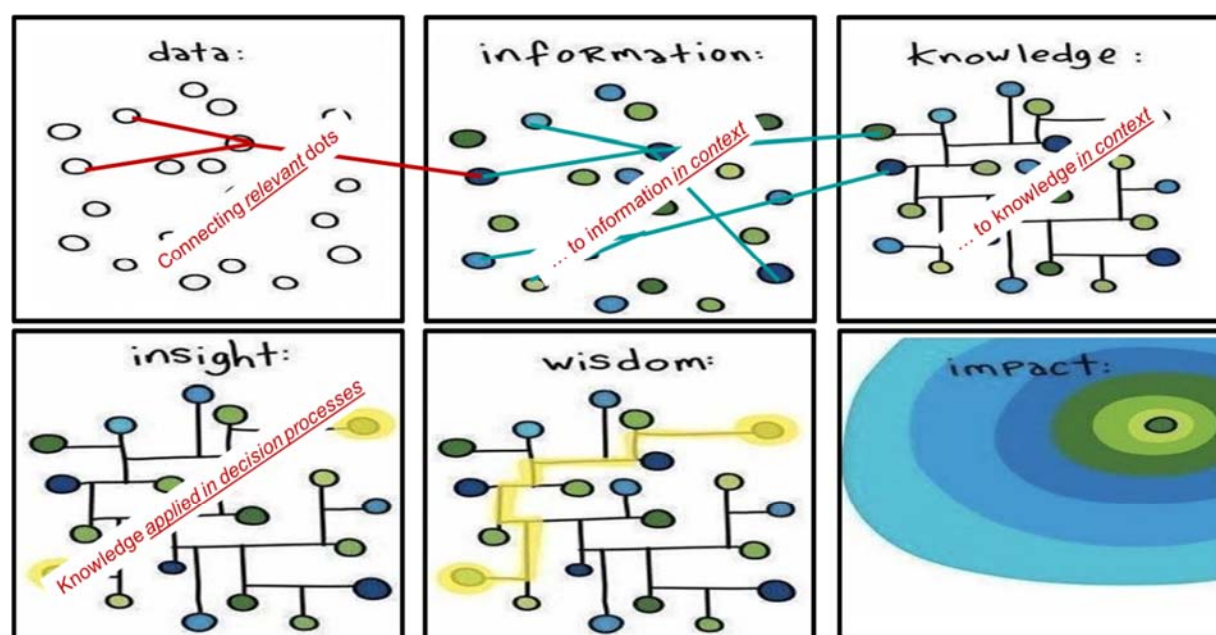 data:
Connecting relevant dots
information:
... to information in context
knowledge:
... to knowledge in context
insight:
Knowledge applied in decision processes
wisdom:
impact: